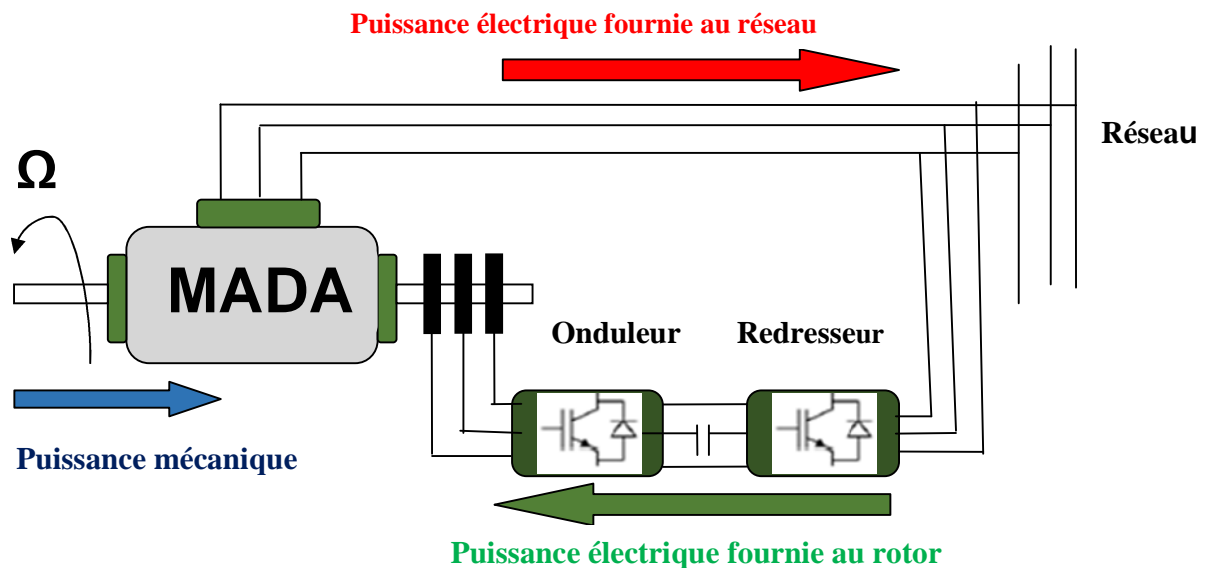 Puissance électrique fournie au réseau
Réseau
Ω
MADA
Onduleur
Redresseur
Puissance mécanique
Puissance électrique fournie au rotor